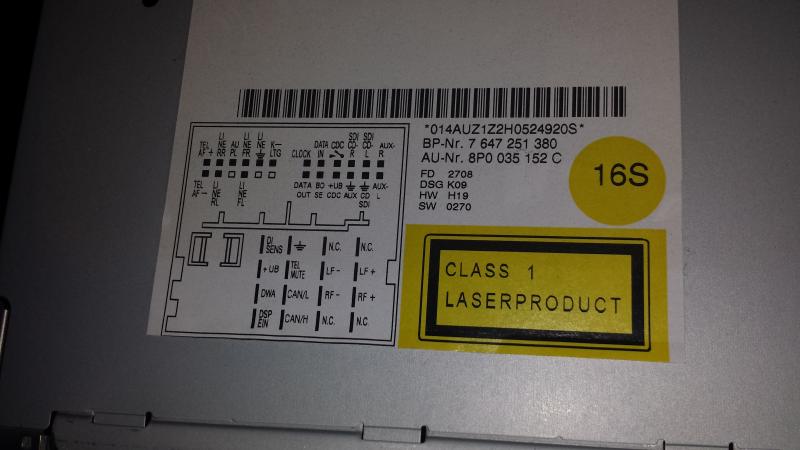 *014AUZ1Z2H0524920S*
BP-Nr. 7 647 251 380
AU-Nr. 8P0 035 152 C
FD 2708
DSG K09
HW H19
SW 0270
16S
TEL AF+ LI NE RR AU PL LI NE FR LI NE K– LTG CLOCK DATA IN CDC SDI CD- R SDI CD- L AUX- R
TEL AF– LI NE RL LI NE FL DATA OUT BO SE +UB CDC AUX CD SDI AUX- L
DI SENS N.C. N.C.
+UB TEL MUTE LF– LF+
DWA CAN/L RF– RF+
DSP EIN CAN/H N.C. N.C.
CLASS 1
LASERPRODUCT